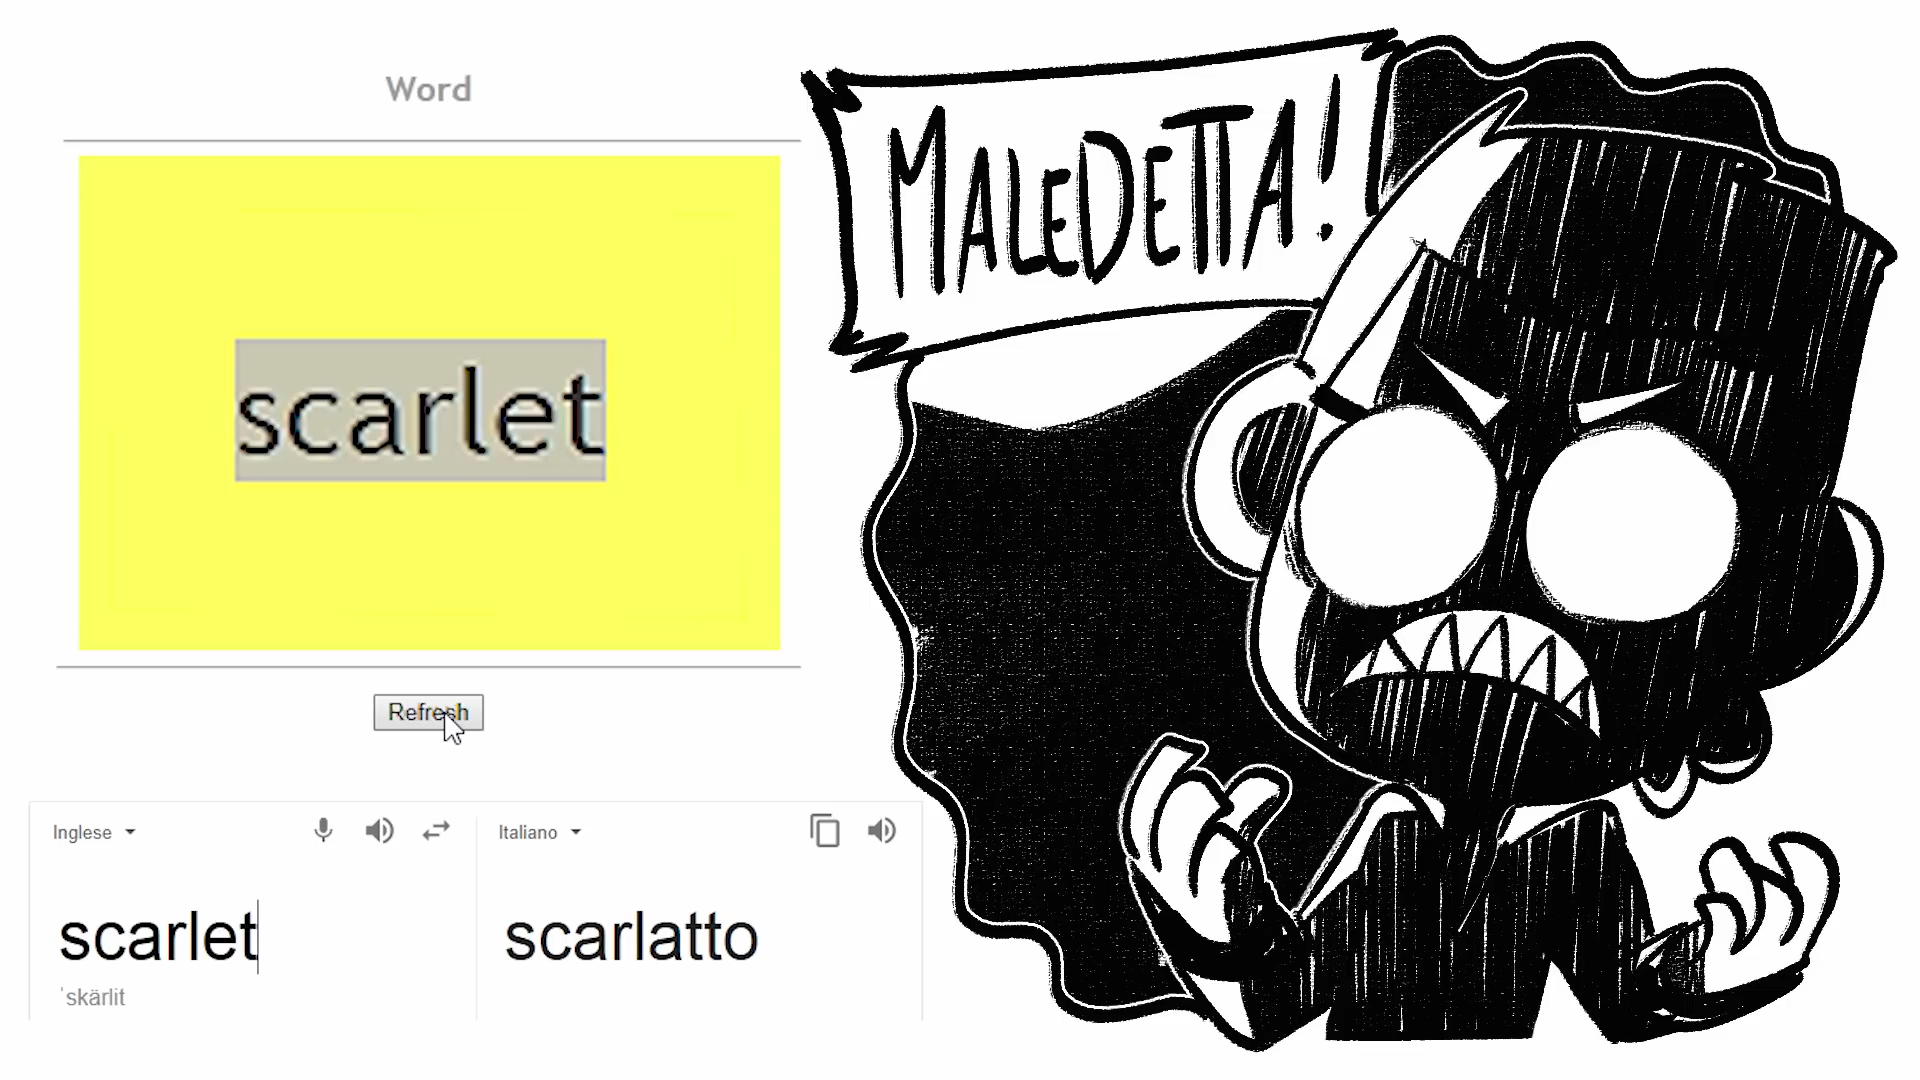 Word
scarlet
Refresh
MALEDETTA!
Inglese
Italiano
scarlet
scarlatto
ˈskärlit